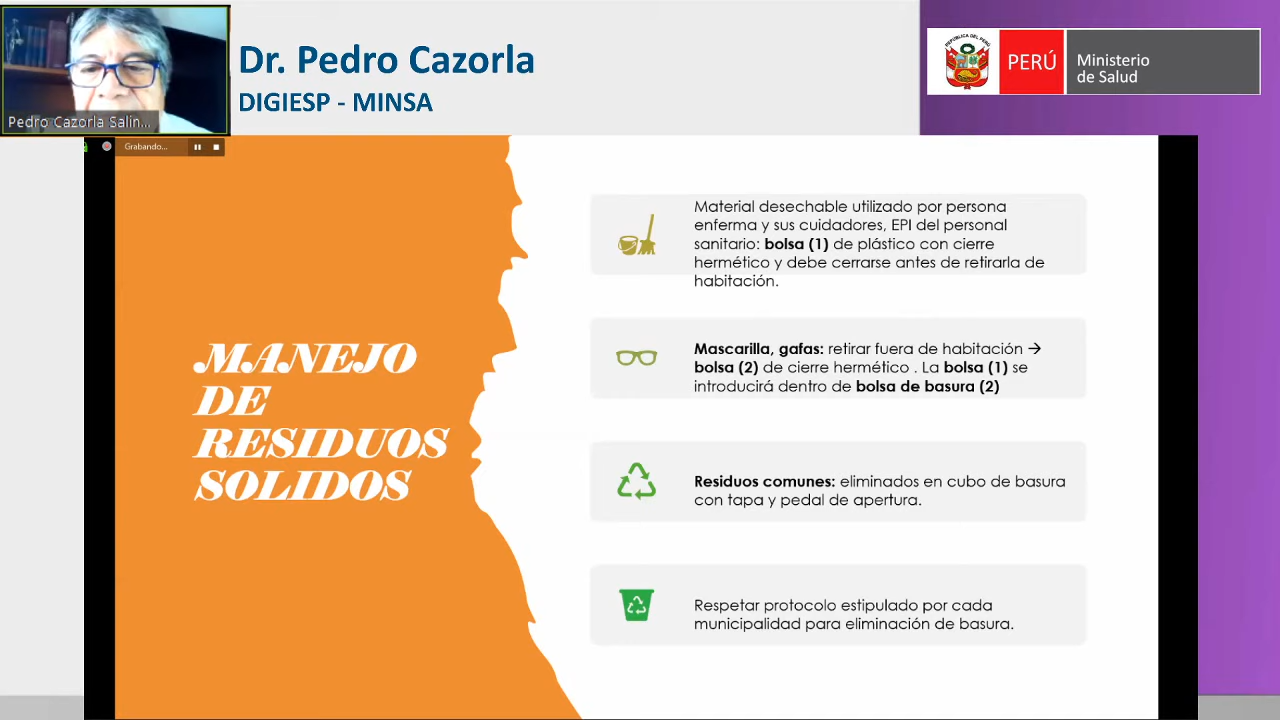 Dr. Pedro Cazorla
DIGIESP - MINSA
Pedro Cazorla Salin...
PERÚ
Ministerio
de Salud
Grabando...
MANEJO
DE
RESIDUOS
SOLIDOS
Material desechable utilizado por persona
enferma y sus cuidadores, EPI del personal
sanitario: bolsa (1) de plástico con cierre
hermético y debe cerrarse antes de retirarla de
habitación.
Mascarilla, gafas: retirar fuera de habitación →
bolsa (2) de cierre hermético . La bolsa (1) se
introducirá dentro de bolsa de basura (2)
Residuos comunes: eliminados en cubo de basura
con tapa y pedal de apertura.
Respetar protocolo estipulado por cada
municipalidad para eliminación de basura.